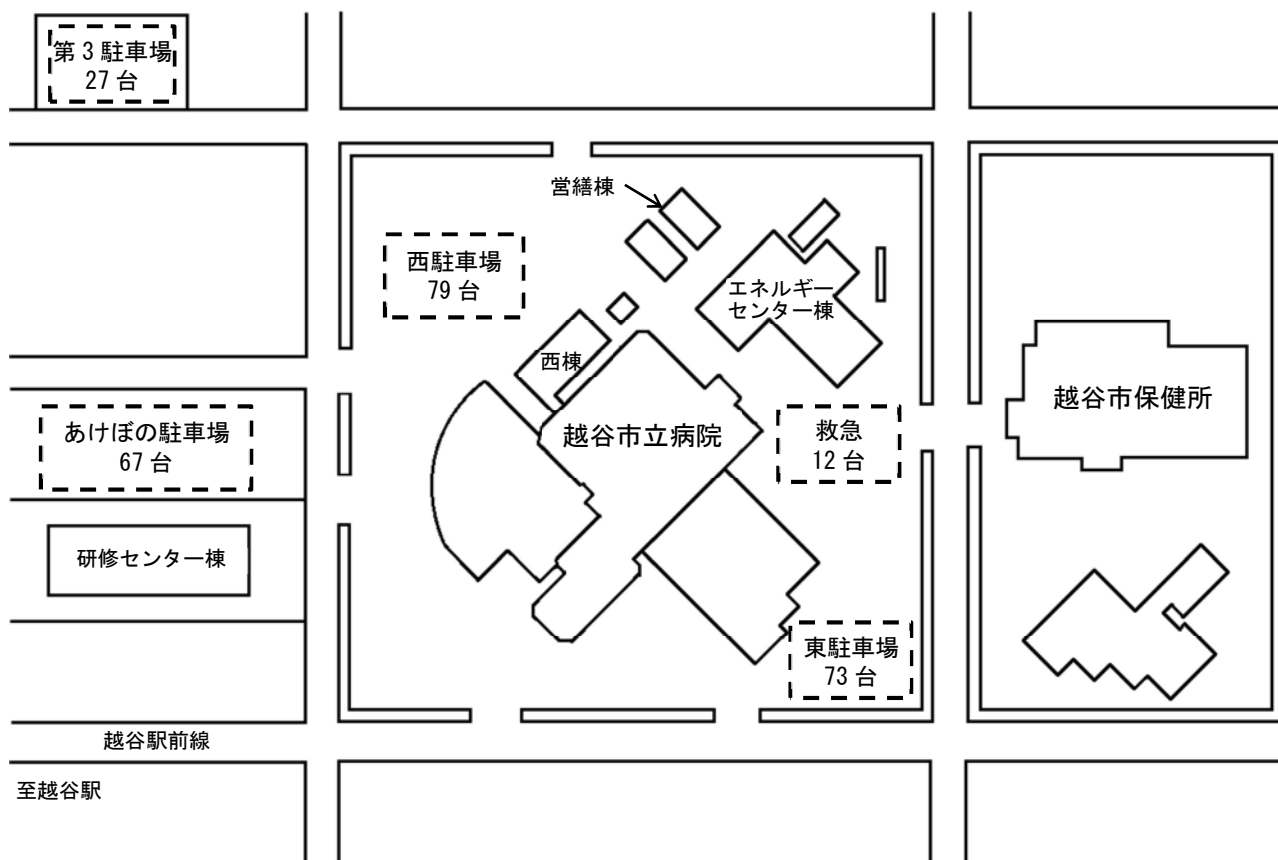 第3駐車場
27台
営繕棟
西駐車場
79台
エネルギー
センター棟
西棟
越谷市立病院
救急
12台
越谷市保健所
あけぼの駐車場
67台
研修センター棟
東駐車場
73台
越谷駅前線
至越谷駅